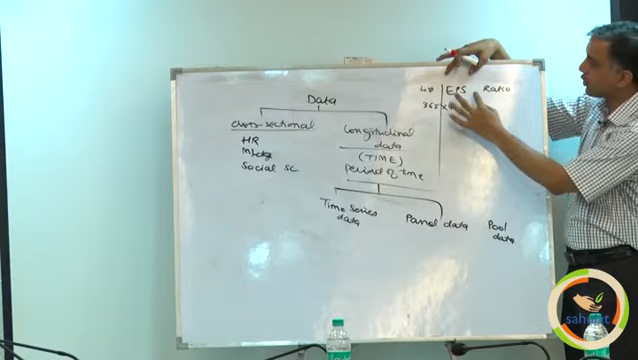 Data
Cross-sectional
HR
Mktg
Social Sc.
Longitudinal
data
(TIME)
period of time
Time Series
data
Panel data
Pool
data
EPS Ratio
365